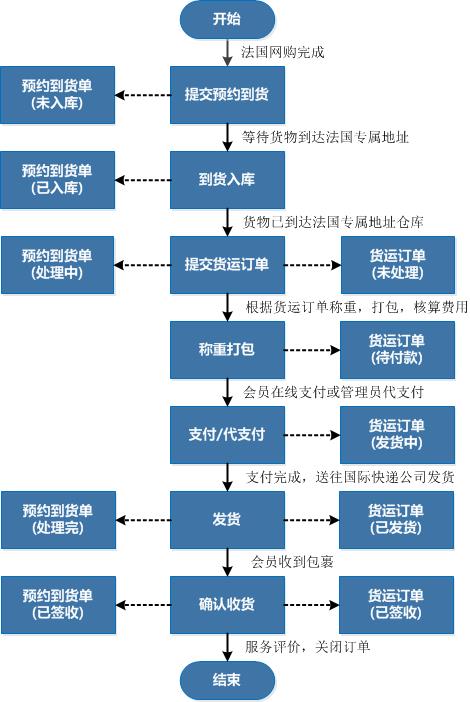 开始
法国网购完成
预约到货单
(未入库)
提交预约到货
等待货物到达法国专属地址
预约到货单
(已入库)
到货入库
货物已到达法国专属地址仓库
预约到货单
(处理中)
提交货运订单
货运订单
(未处理)
根据货运订单称重，打包，核算费用
称重打包
货运订单
(待付款)
会员在线支付或管理员代支付
支付/代支付
货运订单
(发货中)
支付完成，送往国际快递公司发货
预约到货单
(处理完)
发货
货运订单
(已发货)
会员收到包裹
预约到货单
(已签收)
确认收货
货运订单
(已签收)
服务评价，关闭订单
结束